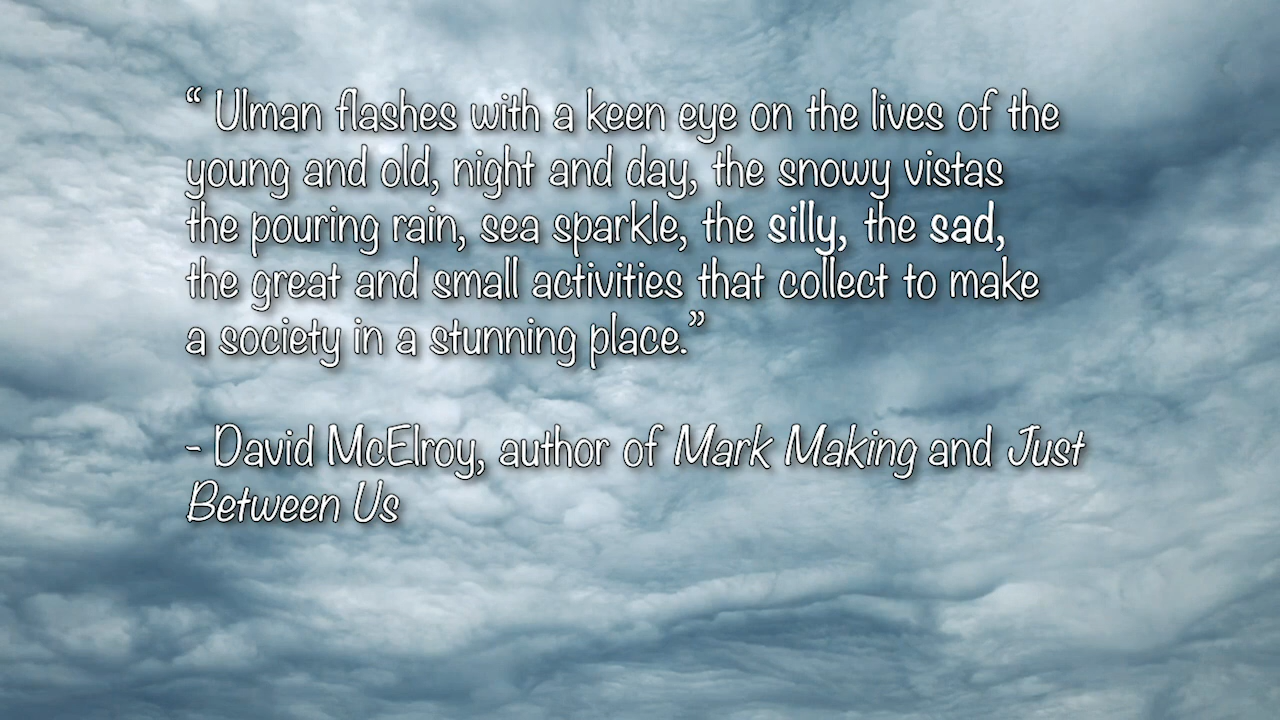 “ Ulman flashes with a keen eye on the lives of the
young and old, night and day, the snowy vistas
the pouring rain, sea sparkle, the silly, the sad,
the great and small activities that collect to make
a society in a stunning place.”
- David McElroy, author of Mark Making and Just
Between Us